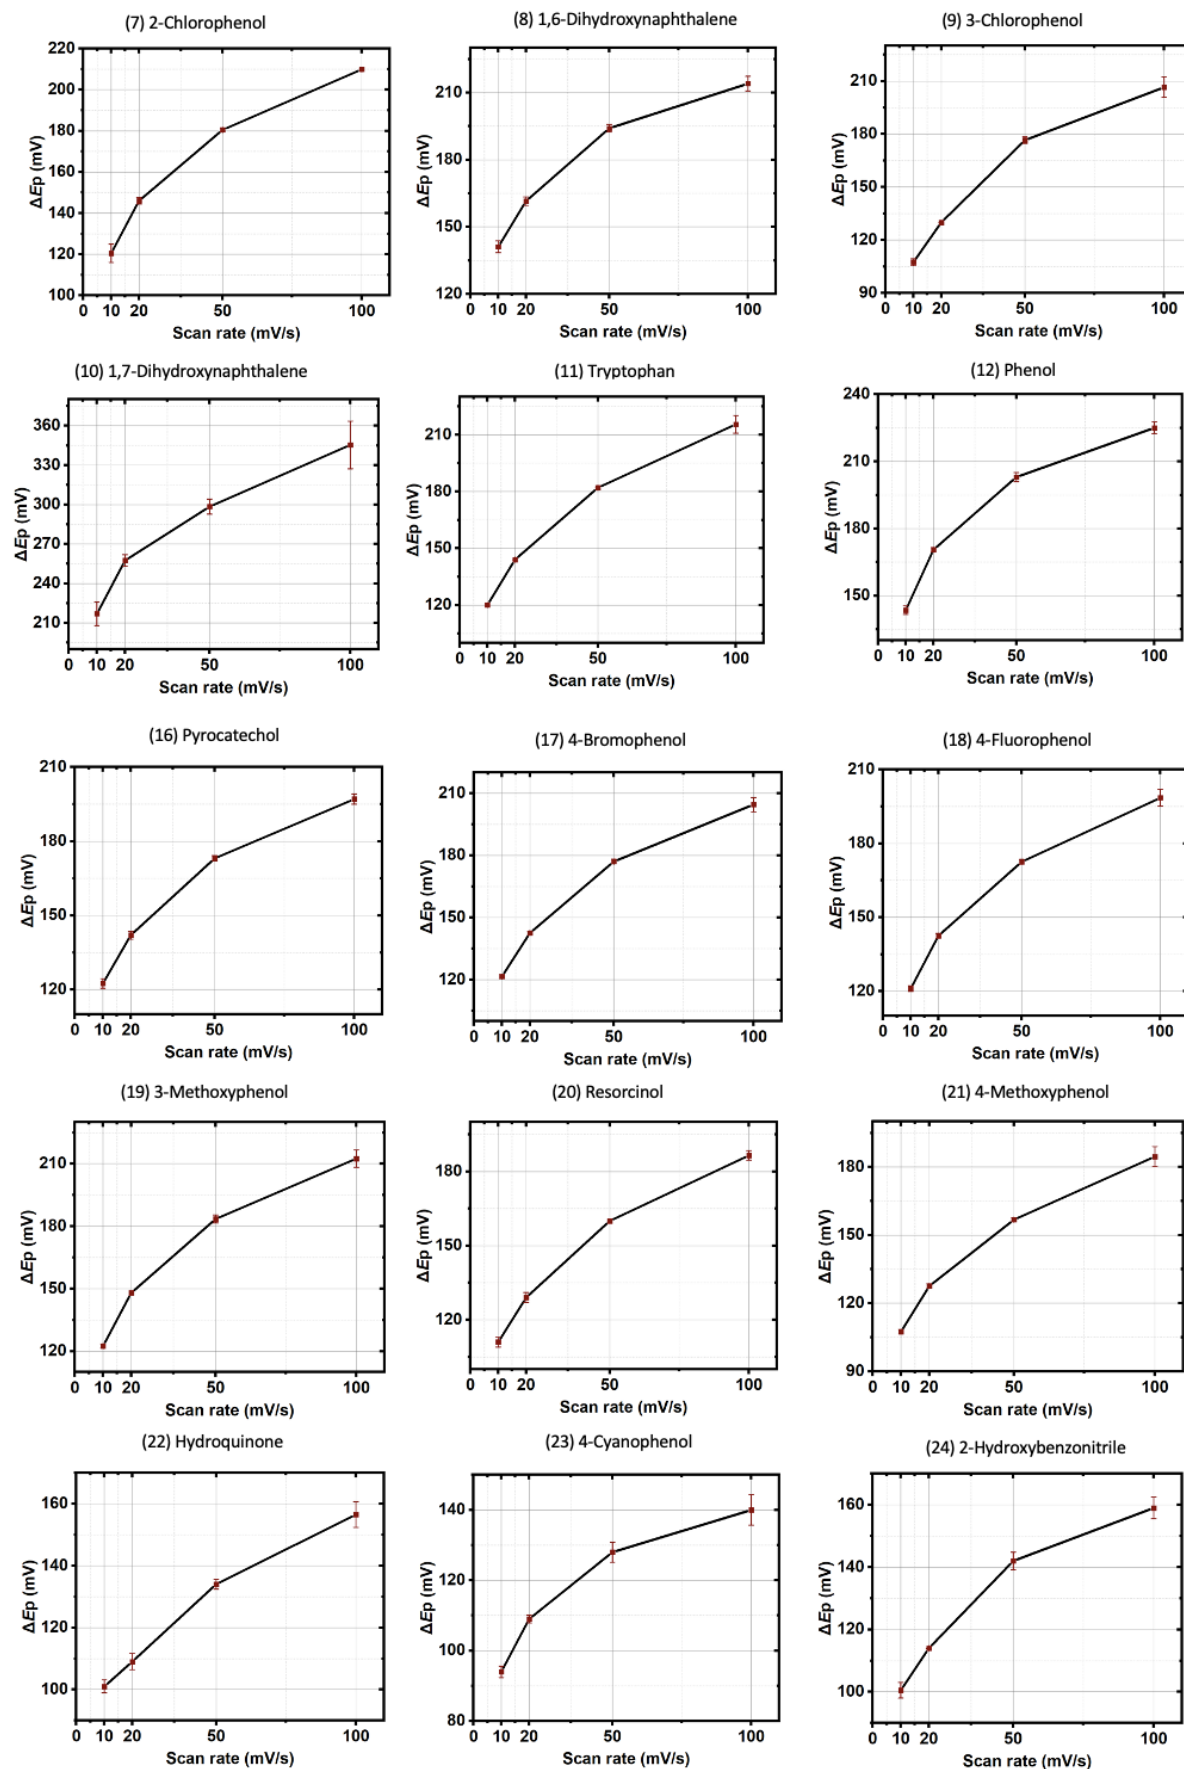 (7) 2-Chlorophenol
220
200
180
160
140
120
100
ΔEp (mV)
0 10 20 50 100
Scan rate (mV/s)
(8) 1,6-Dihydroxynaphthalene
210
180
150
120
ΔEp (mV)
0 10 20 50 100
Scan rate (mV/s)
(9) 3-Chlorophenol
210
180
150
120
90
ΔEp (mV)
0 10 20 50 100
Scan rate (mV/s)
(10) 1,7-Dihydroxynaphthalene
360
330
300
270
240
210
ΔEp (mV)
0 10 20 50 100
Scan rate (mV/s)
(11) Tryptophan
210
180
150
120
ΔEp (mV)
0 10 20 50 100
Scan rate (mV/s)
(12) Phenol
240
210
180
150
ΔEp (mV)
0 10 20 50 100
Scan rate (mV/s)
(16) Pyrocatechol
210
180
150
120
ΔEp (mV)
0 10 20 50 100
Scan rate (mV/s)
(17) 4-Bromophenol
210
180
150
120
ΔEp (mV)
0 10 20 50 100
Scan rate (mV/s)
(18) 4-Fluorophenol
210
180
150
120
ΔEp (mV)
0 10 20 50 100
Scan rate (mV/s)
(19) 3-Methoxyphenol
210
180
150
120
ΔEp (mV)
0 10 20 50 100
Scan rate (mV/s)
(20) Resorcinol
180
150
120
ΔEp (mV)
0 10 20 50 100
Scan rate (mV/s)
(21) 4-Methoxyphenol
180
150
120
90
ΔEp (mV)
0 10 20 50 100
Scan rate (mV/s)
(22) Hydroquinone
160
140
120
100
ΔEp (mV)
0 10 20 50 100
Scan rate (mV/s)
(23) 4-Cyanophenol
140
120
100
80
ΔEp (mV)
0 10 20 50 100
Scan rate (mV/s)
(24) 2-Hydroxybenzonitrile
160
140
120
100
ΔEp (mV)
0 10 20 50 100
Scan rate (mV/s)